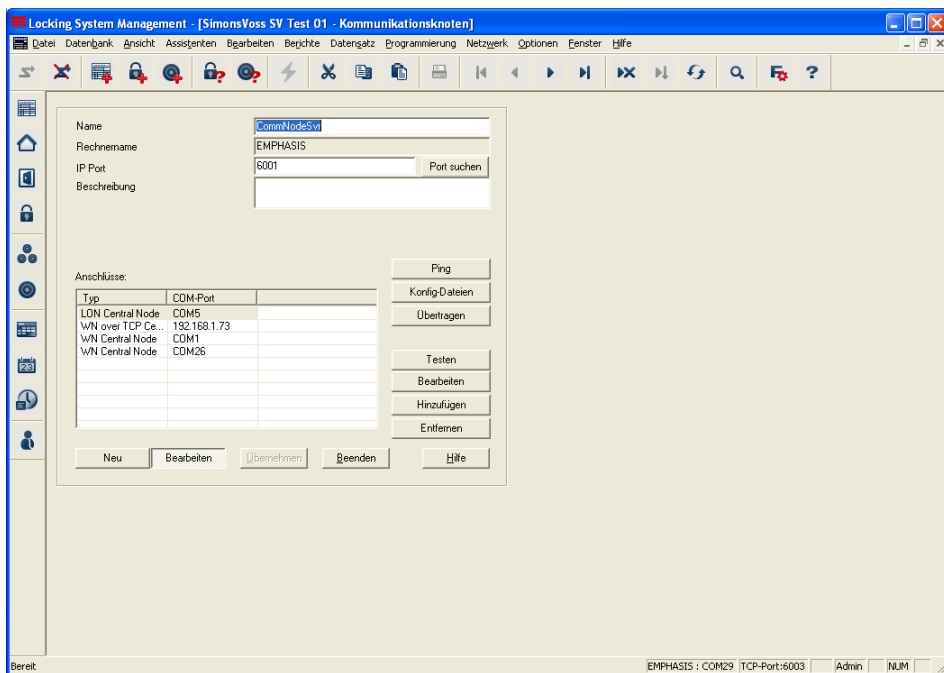 Locking System Management - [SimonsVoss SV Test 01 - Kommunikationsknoten]
Datei Datenbank Ansicht Assistenten Bearbeiten Berichte Datensatz Programmierung Netzwerk Optionen Fenster Hilfe
Name CommNodeSvr
Rechnername EMPHASIS
IP Port 6001 Port suchen
Beschreibung
Ping
Anschlüsse:
Konfig-Dateien
Typ COM-Port
LON Central Node COM5
Übertragen
WN over TCP Ce... 192.168.1.73
WN Central Node COM1
WN Central Node COM26
Testen
Bearbeiten
Hinzufügen
Entfernen
Neu Bearbeiten Übernehmen Beenden Hilfe
23
Bereit EMPHASIS : COM29 TCP-Port:6003 Admin NUM